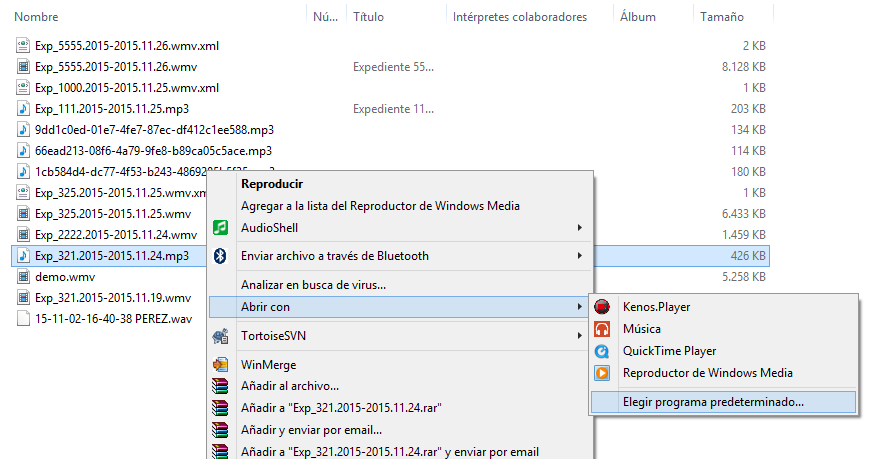 Nombre Nú... Título Intérpretes colaboradores Álbum Tamaño
Exp_5555.2015-2015.11.26.wmv.xml 2 KB
Exp_5555.2015-2015.11.26.wmv Expediente 55... 8.128 KB
Exp_1000.2015-2015.11.25.wmv.xml 1 KB
Exp_111.2015-2015.11.25.mp3 Expediente 11... 203 KB
9dd1c0ed-01e7-4fe7-87ec-df412c1ee588.mp3 134 KB
66ead213-08f6-4a79-9fe8-b89ca05c5ace.mp3 114 KB
1cb584d4-dc77-4f53-b243- 180 KB
Exp_325.2015-2015.11.25.wmv.xm 1 KB
Exp_325.2015-2015.11.25.wmv 6.433 KB
Exp_2222.2015-2015.11.24.wmv 1.459 KB
Exp_321.2015-2015.11.24.mp3 426 KB
demo.wmv 5.258 KB
Exp_321.2015-2015.11.19.wmv
15-11-02-16-40-38 PEREZ.wav
Reproducir
Agregar a la lista del Reproductor de Windows Media
AudioShell
Enviar archivo a través de Bluetooth
Analizar en busca de virus...
Abrir con
TortoiseSVN
WinMerge
Añadir al archivo...
Añadir a "Exp_321.2015-2015.11.24.rar"
Añadir y enviar por email...
Añadir a "Exp_321.2015-2015.11.24.rar" y enviar por email
Kenos.Player
Música
QuickTime Player
Reproductor de Windows Media
Elegir programa predeterminado...